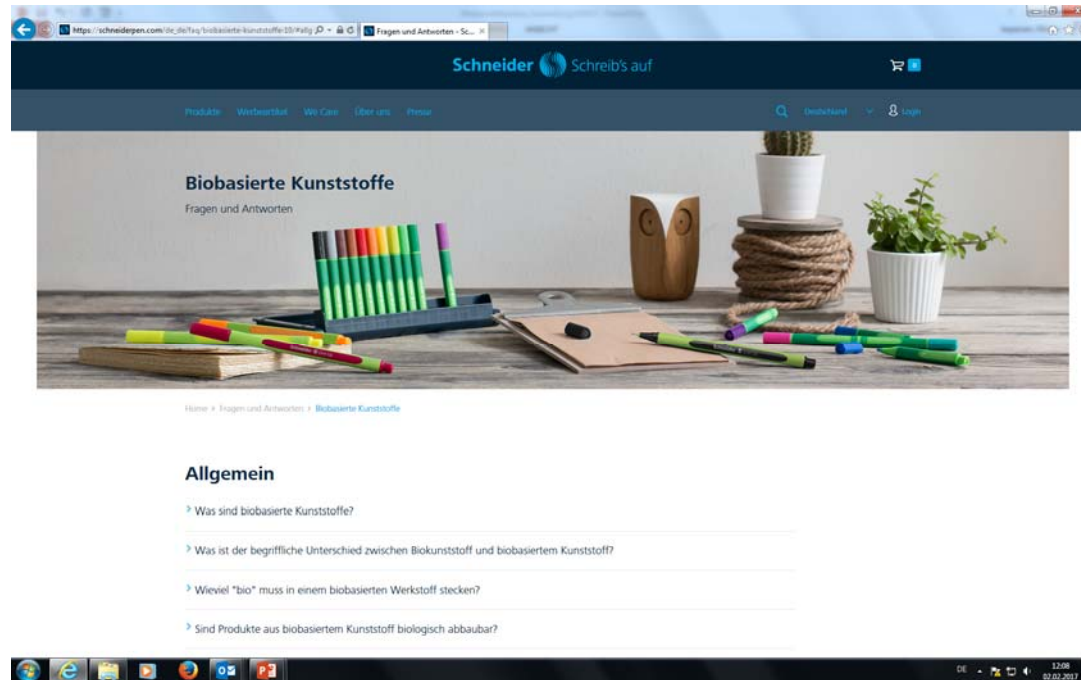 https://schneiderpen.com/de_de/faq/biobasierte-kunststoffe-10/#allg
Fragen und Antworten - Sc...
Schneider Schreib's auf
0
Produkte Werbeartikel We Care Über uns Presse
Deutschland Login
Biobasierte Kunststoffe
Fragen und Antworten
Home > Fragen und Antworten > Biobasierte Kunststoffe
Allgemein
Was sind biobasierte Kunststoffe?
Was ist der begriffliche Unterschied zwischen Biokunststoff und biobasiertem Kunststoff?
Wieviel "bio" muss in einem biobasierten Werkstoff stecken?
Sind Produkte aus biobasiertem Kunststoff biologisch abbaubar?
DE
12:08
02.02.2017